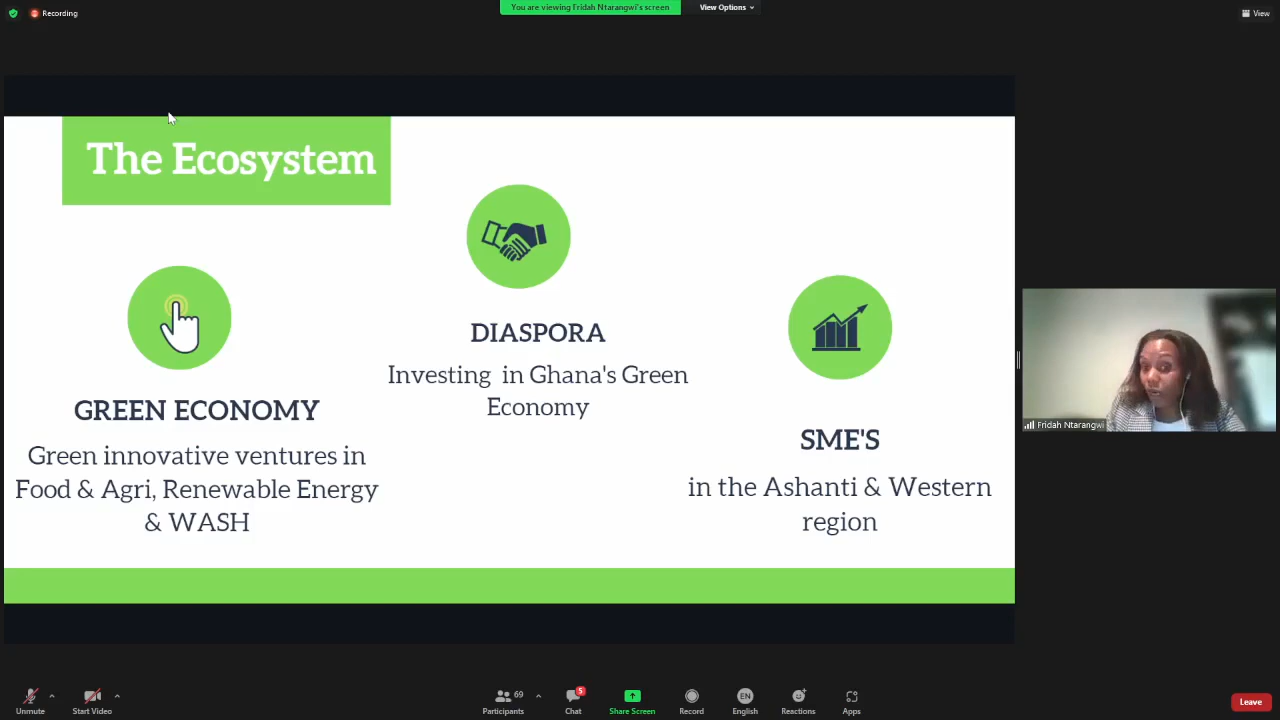 Recording
You are viewing Fridah Ntarangwi's screen
View Options
View
The Ecosystem
DIASPORA
Investing in Ghana's Green
Economy
GREEN ECONOMY
Green innovative ventures in
Food & Agri, Renewable Energy
& WASH
SME'S
in the Ashanti & Western
region
Fridah Ntarangwi
Unmute
Start Video
69
Participants
5
Chat
Share Screen
Record
EN
English
Reactions
Apps
Leave